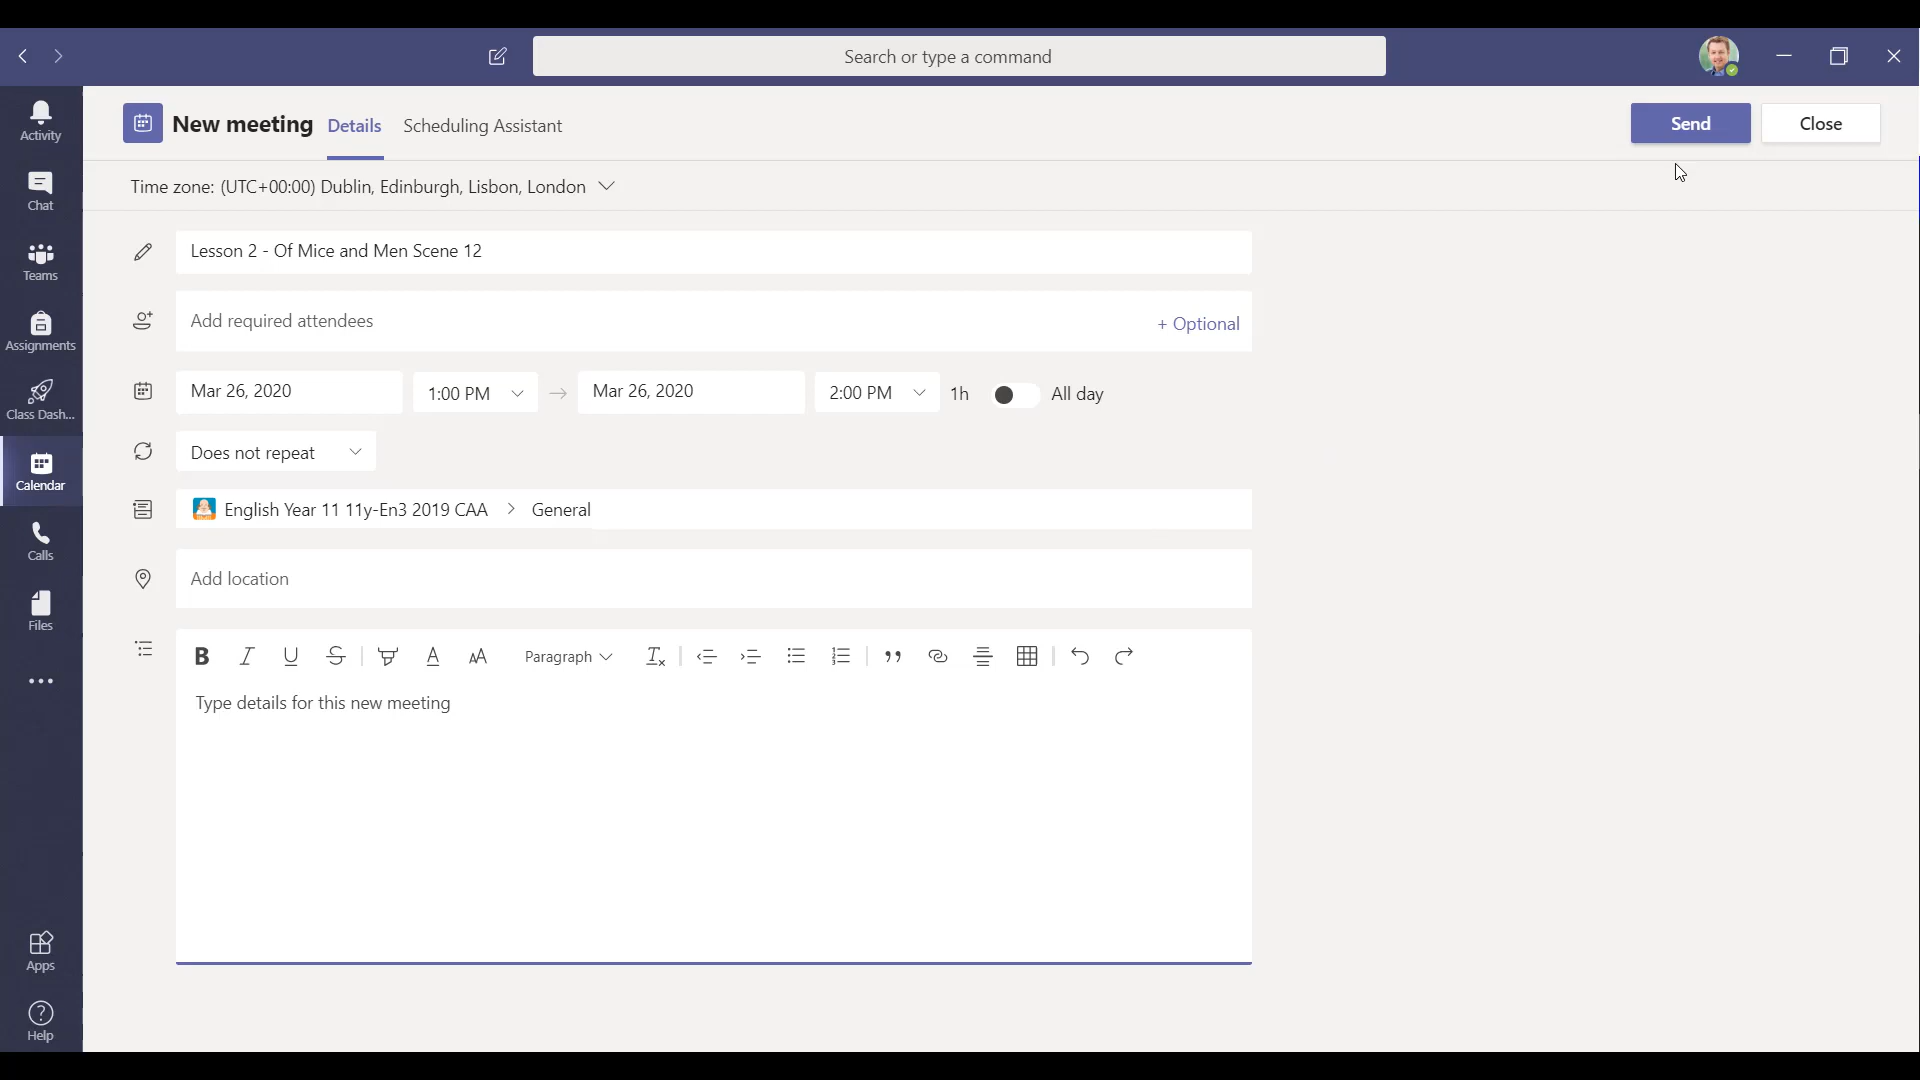 Search or type a command
Activity
Chat
Teams
Assignments
Class Dash...
Calendar
Calls
Files
Apps
Help
New meeting Details Scheduling Assistant Send Close
Time zone: (UTC+00:00) Dublin, Edinburgh, Lisbon, London
Lesson 2 - Of Mice and Men Scene 12
Add required attendees + Optional
Mar 26, 2020 1:00 PM → Mar 26, 2020 2:00 PM 1h All day
Does not repeat
English Year 11 11y-En3 2019 CAA > General
Add location
B I U S A AA Paragraph Tx
Type details for this new meeting